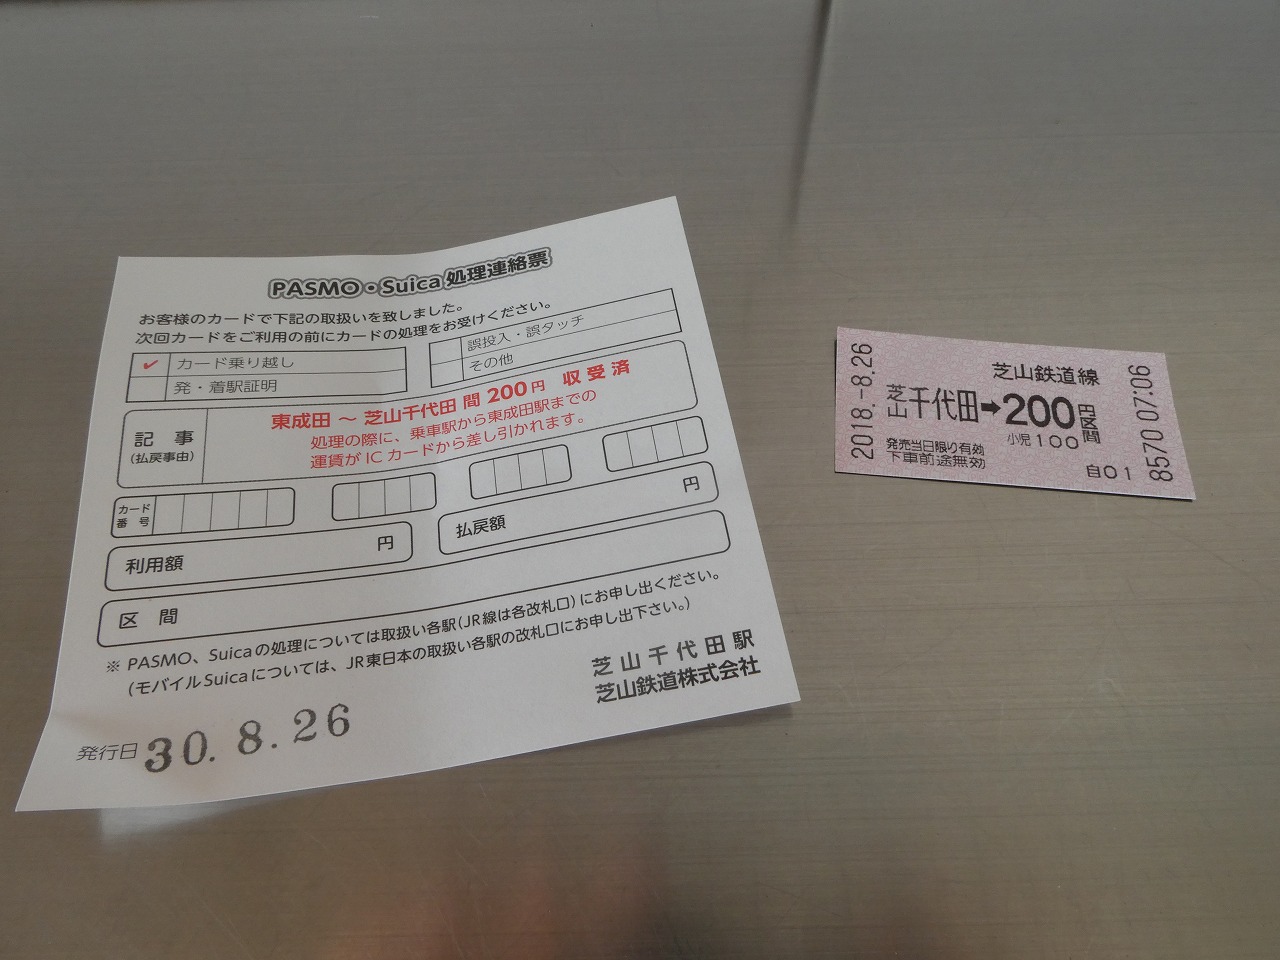 PASMO・Suica 処理連絡票
お客様のカードで下記の取扱いを致しました。
次回カードをご利用の前にカードの処理をお受けください。
✓ カード乗り越し
発・着駅証明
誤投入・誤タッチ
その他
記 事
(払戻事由)
東成田 ～ 芝山千代田 間 200円 収受済
処理の際に、乗車駅から東成田駅までの
運賃がICカードから差し引かれます。
カード
番 号
利用額 円
払戻額 円
区 間
※ PASMO、Suicaの処理については取扱い各駅(JR線は各改札口)にお申し出ください。
(モバイルSuicaについては、JR東日本の取扱い各駅の改札口にお申し出下さい。)
芝山千代田駅
芝山鉄道株式会社
発行日 30. 8. 26
2018.-8.26
芝山鉄道線
芝山千代田➡200円区間
小児100
発売当日限り有効
下車前途無効
自01
8570 07:06